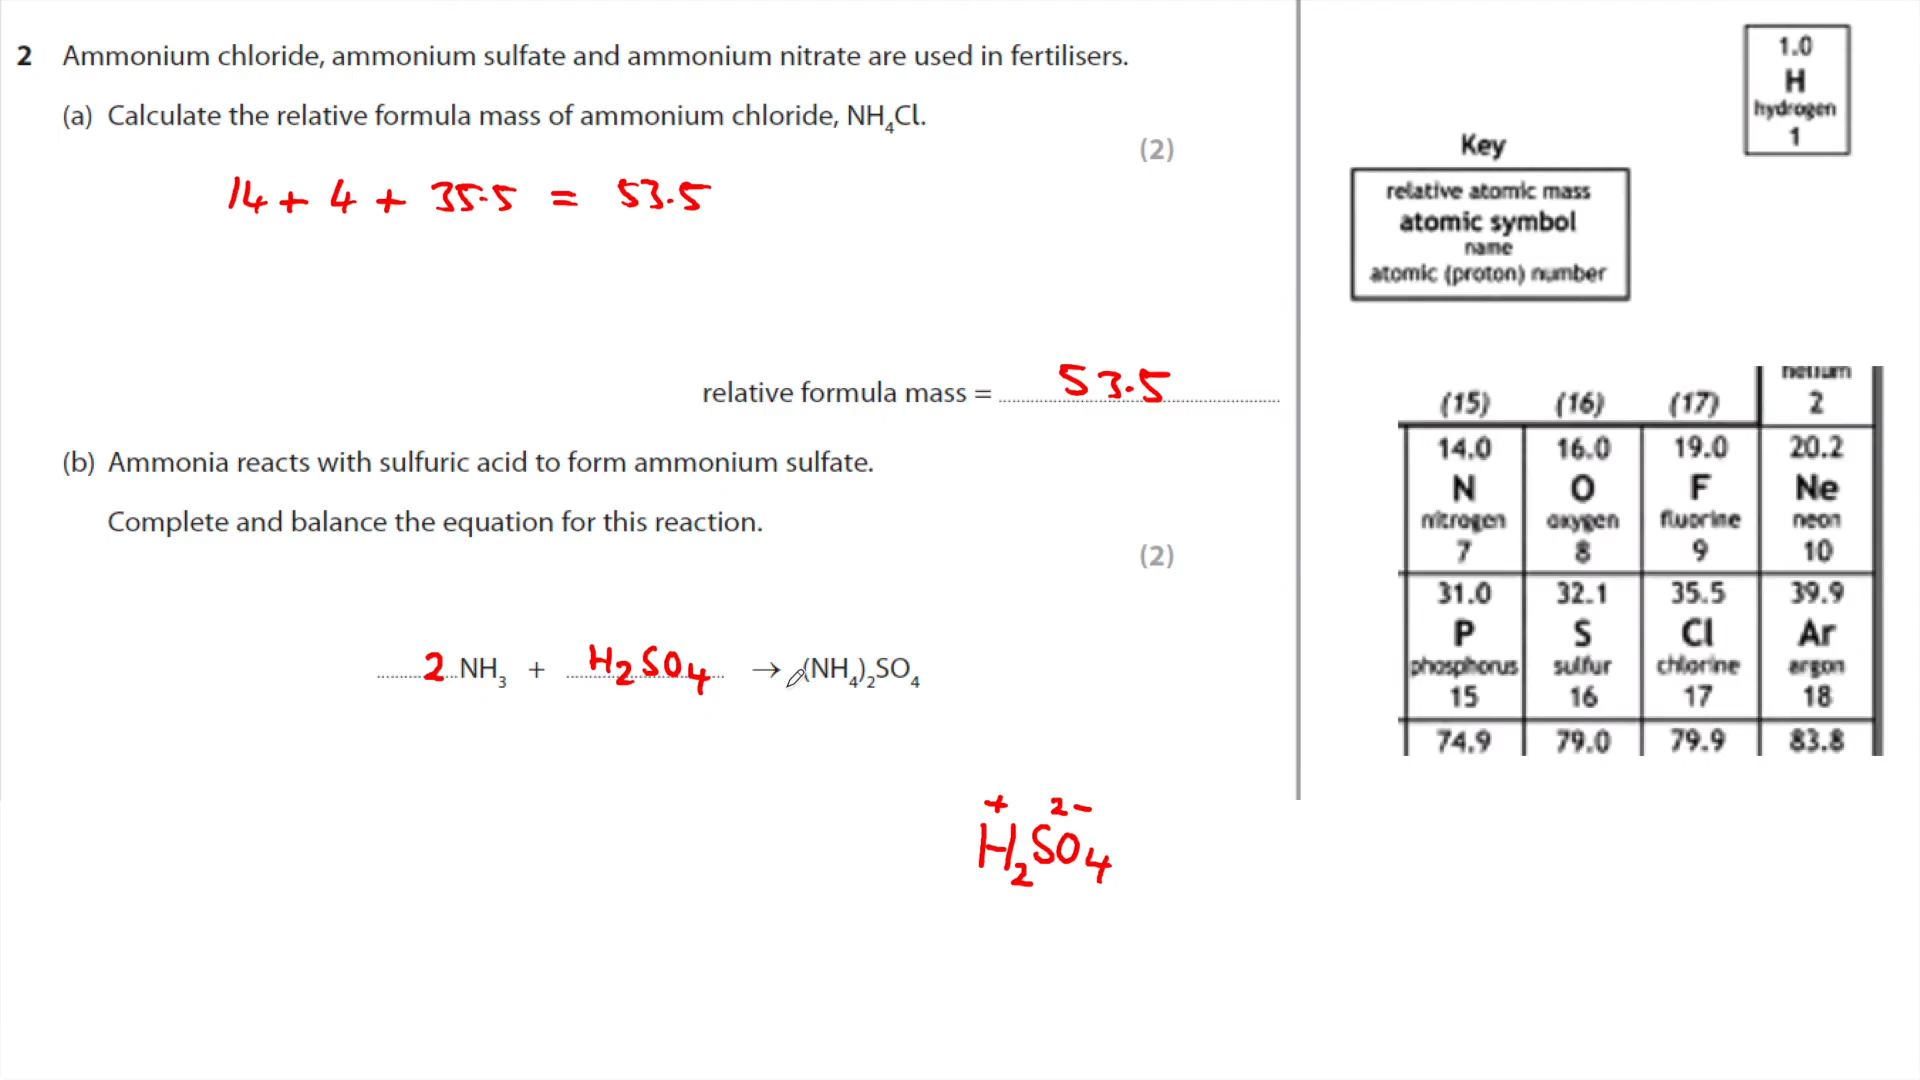 2 Ammonium chloride, ammonium sulfate and ammonium nitrate are used in fertilisers.
(a) Calculate the relative formula mass of ammonium chloride, NH₄Cl.
(2)
14 + 4 + 35.5 = 53.5
relative formula mass = 53.5
(b) Ammonia reacts with sulfuric acid to form ammonium sulfate.
Complete and balance the equation for this reaction.
(2)
2 NH₃ + H₂SO₄ → (NH₄)₂SO₄
+ 2-
H₂SO₄
1.0
H
hydrogen
1
Key
relative atomic mass
atomic symbol
name
atomic (proton) number
helium
(15) (16) (17) 2
14.0 16.0 19.0 20.2
N O F Ne
nitrogen oxygen fluorine neon
7 8 9 10
31.0 32.1 35.5 39.9
P S Cl Ar
phosphorus sulfur chlorine argon
15 16 17 18
74.9 79.0 79.9 83.8